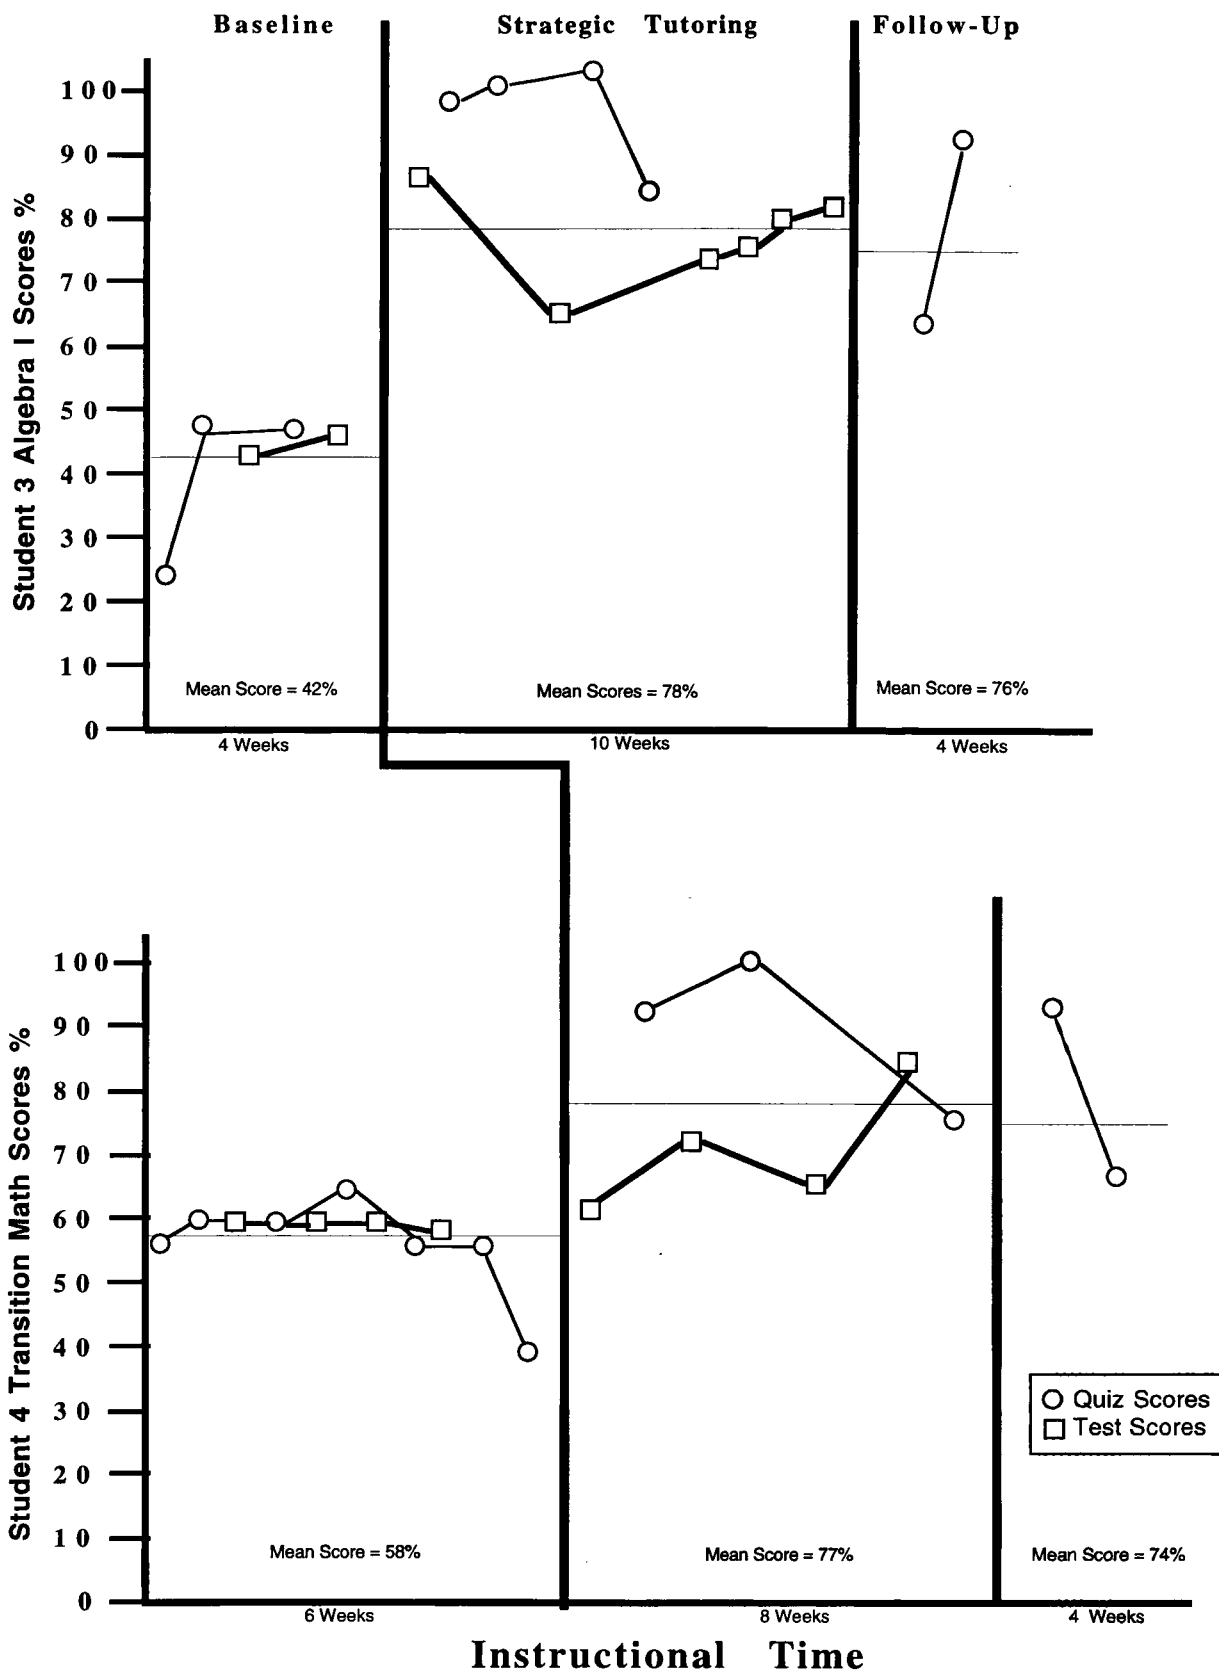 Baseline Strategic Tutoring Follow-Up
Student 3 Algebra I Scores %
100
90
80
70
60
50
40
30
20
10
0
Mean Score = 42% Mean Scores = 78% Mean Score = 76%
4 Weeks 10 Weeks 4 Weeks
Student 4 Transition Math Scores %
100
90
80
70
60
50
40
30
20
10
0
Quiz Scores
Test Scores
Mean Score = 58% Mean Score = 77% Mean Score = 74%
6 Weeks 8 Weeks 4 Weeks
Instructional Time